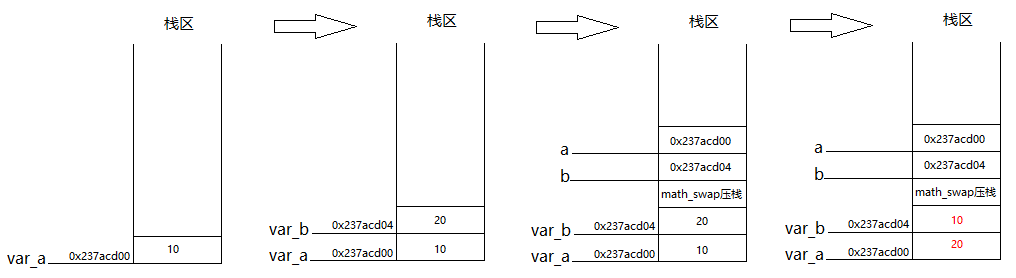 栈区
10
var_a 0x237acd00
栈区
20
var_b 0x237acd04
10
var_a 0x237acd00
栈区
a 0x237acd00
b 0x237acd04
math_swap压栈
var_b 0x237acd04 20
var_a 0x237acd00 10
栈区
a 0x237acd00
b 0x237acd04
math_swap压栈
var_b 0x237acd04 10
var_a 0x237acd00 20